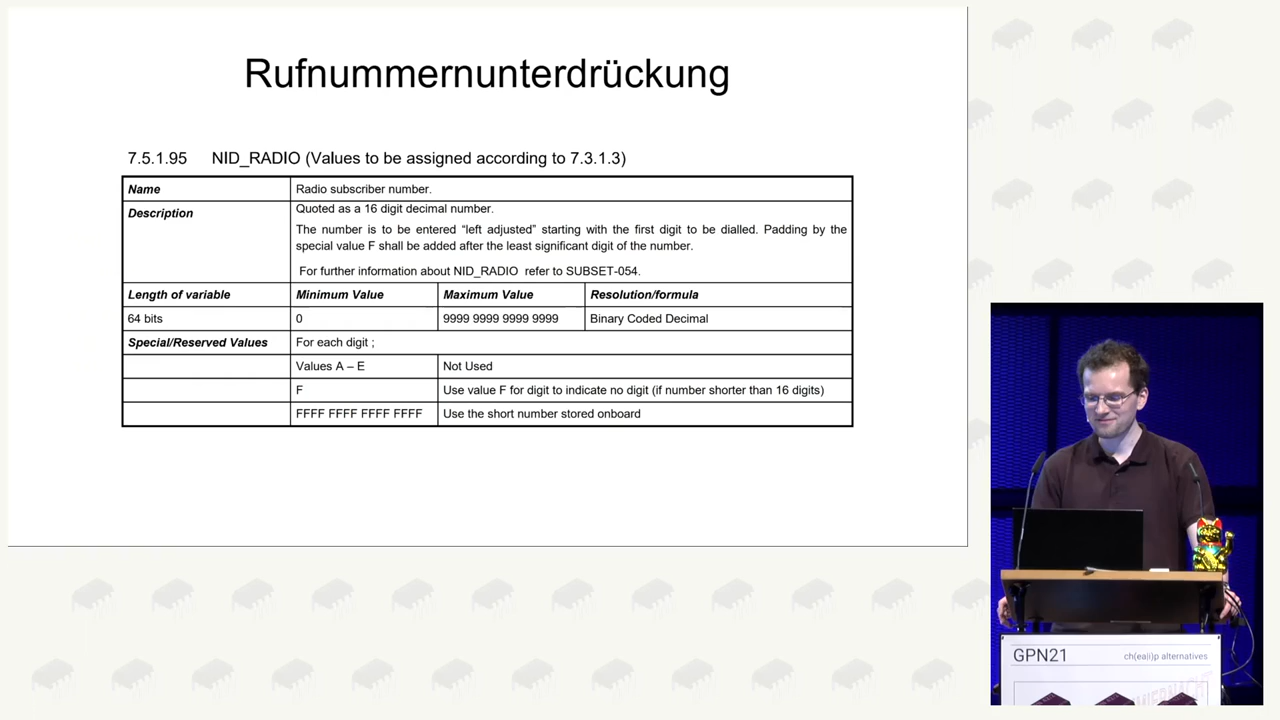 Rufnummernunterdrückung
7.5.1.95 NID_RADIO (Values to be assigned according to 7.3.1.3)
Name Radio subscriber number.
Description Quoted as a 16 digit decimal number.
The number is to be entered “left adjusted” starting with the first digit to be dialled. Padding by the
special value F shall be added after the least significant digit of the number.
For further information about NID_RADIO refer to SUBSET-054.
Length of variable Minimum Value Maximum Value Resolution/formula
64 bits 0 9999 9999 9999 9999 Binary Coded Decimal
Special/Reserved Values For each digit ;
Values A – E Not Used
F Use value F for digit to indicate no digit (if number shorter than 16 digits)
FFFF FFFF FFFF FFFF Use the short number stored onboard
GPN21 ch(ea|i)p alternatives